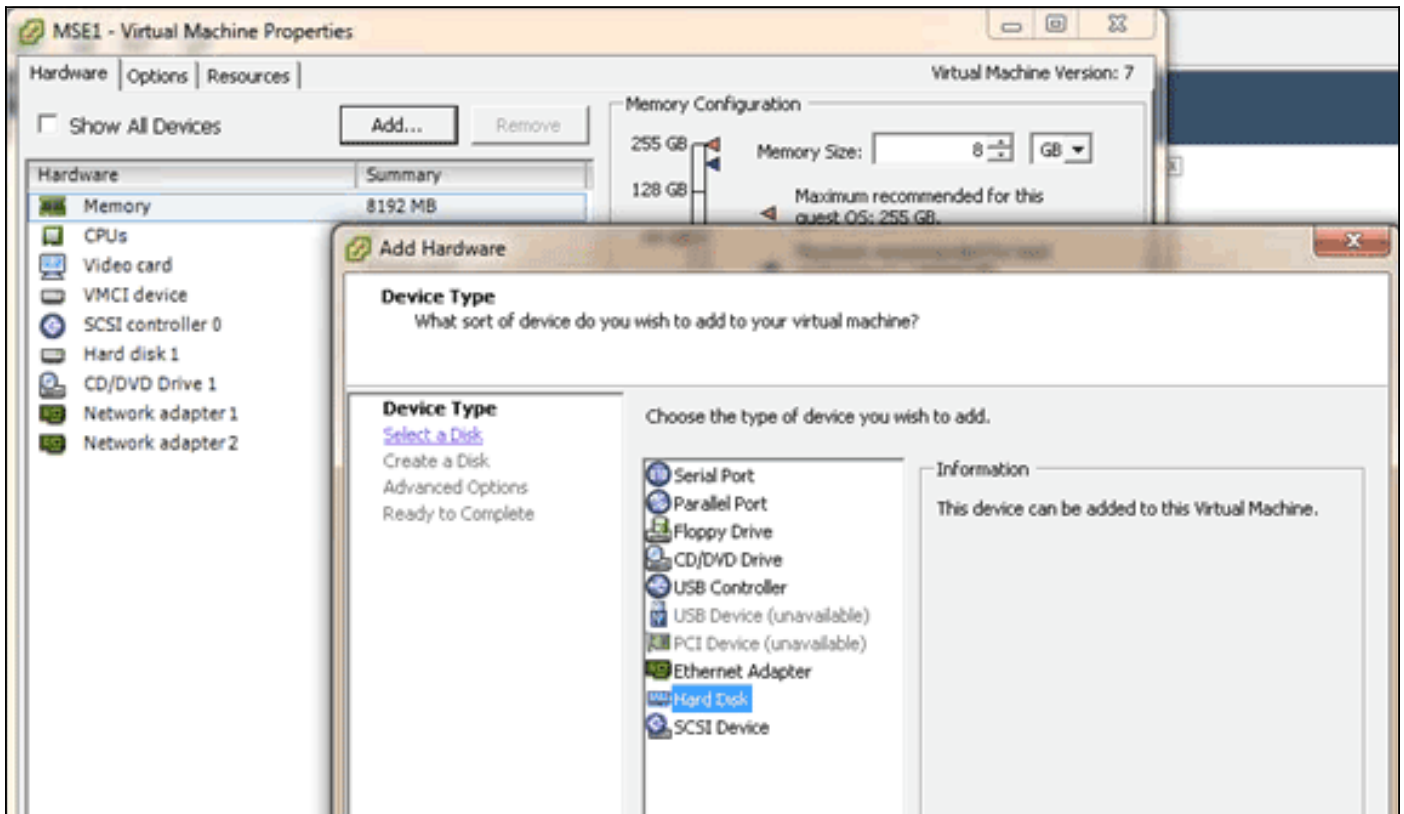 MSE1 - Virtual Machine Properties
Hardware Options Resources
Virtual Machine Version: 7
Show All Devices
Add...
Remove
Hardware Summary
Memory 8192 MB
CPUs
Video card
VMCI device
SCSI controller 0
Hard disk 1
CD/DVD Drive 1
Network adapter 1
Network adapter 2
Memory Configuration
255 GB
128 GB
Memory Size: 8 GB
Maximum recommended for this
guest OS: 255 GB.
Add Hardware
Device Type
What sort of device do you wish to add to your virtual machine?
Device Type
Select a Disk
Create a Disk
Advanced Options
Ready to Complete
Choose the type of device you wish to add.
Serial Port
Parallel Port
Floppy Drive
CD/DVD Drive
USB Controller
USB Device (unavailable)
PCI Device (unavailable)
Ethernet Adapter
Hard Disk
SCSI Device
Information
This device can be added to this Virtual Machine.